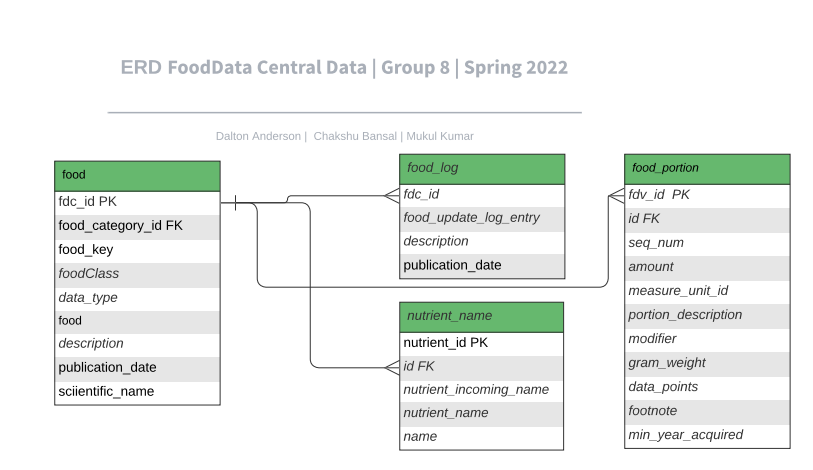 ERD FoodData Central Data | Group 8 | Spring 2022
Dalton Anderson | Chakshu Bansal | Mukul Kumar
food
fdc_id PK
food_category_id FK
food_key
foodClass
data_type
food
description
publication_date
sciientific_name
food_log
fdc_id
food_update_log_entry
description
publication_date
nutrient_name
nutrient_id PK
id FK
nutrient_incoming_name
nutrient_name
name
food_portion
fdv_id PK
id FK
seq_num
amount
measure_unit_id
portion_description
modifier
gram_weight
data_points
footnote
min_year_acquired